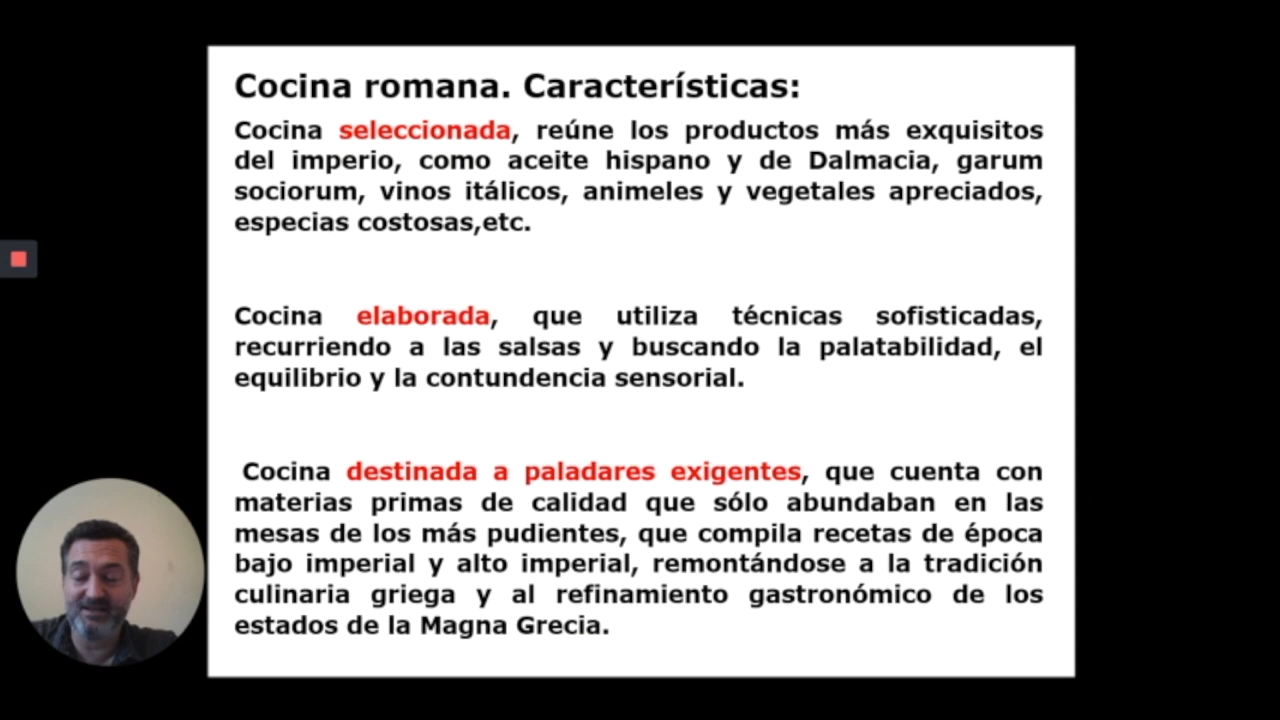 Cocina romana. Características:
Cocina seleccionada, reúne los productos más exquisitos
del imperio, como aceite hispano y de Dalmacia, garum
sociorum, vinos itálicos, animeles y vegetales apreciados,
especias costosas,etc.
Cocina elaborada, que utiliza técnicas sofisticadas,
recurriendo a las salsas y buscando la palatabilidad, el
equilibrio y la contundencia sensorial.
Cocina destinada a paladares exigentes, que cuenta con
materias primas de calidad que sólo abundaban en las
mesas de los más pudientes, que compila recetas de época
bajo imperial y alto imperial, remontándose a la tradición
culinaria griega y al refinamiento gastronómico de los
estados de la Magna Grecia.